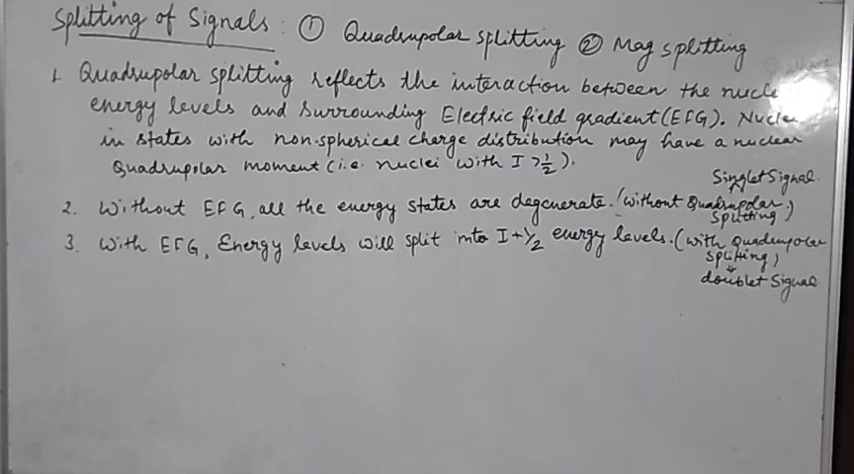 Splitting of Signals: ① Quadrupolar splitting ② Mag splitting
1. Quadrupolar splitting reflects the interaction between the nucle
energy levels and surrounding Electric field gradient (EFG). Nuclei
in states with non-spherical charge distribution may have a nuclear
Quadrupolar moment (i.e. nuclei with I > 1/2).
Singlet Signal.
2. Without EFG, all the energy states are degenerate. (without Quadrupolar
Splitting)
3. With EFG, Energy levels will split into I+1/2 energy levels. (with quadrupolar
Splitting)
↓
doublet Signal